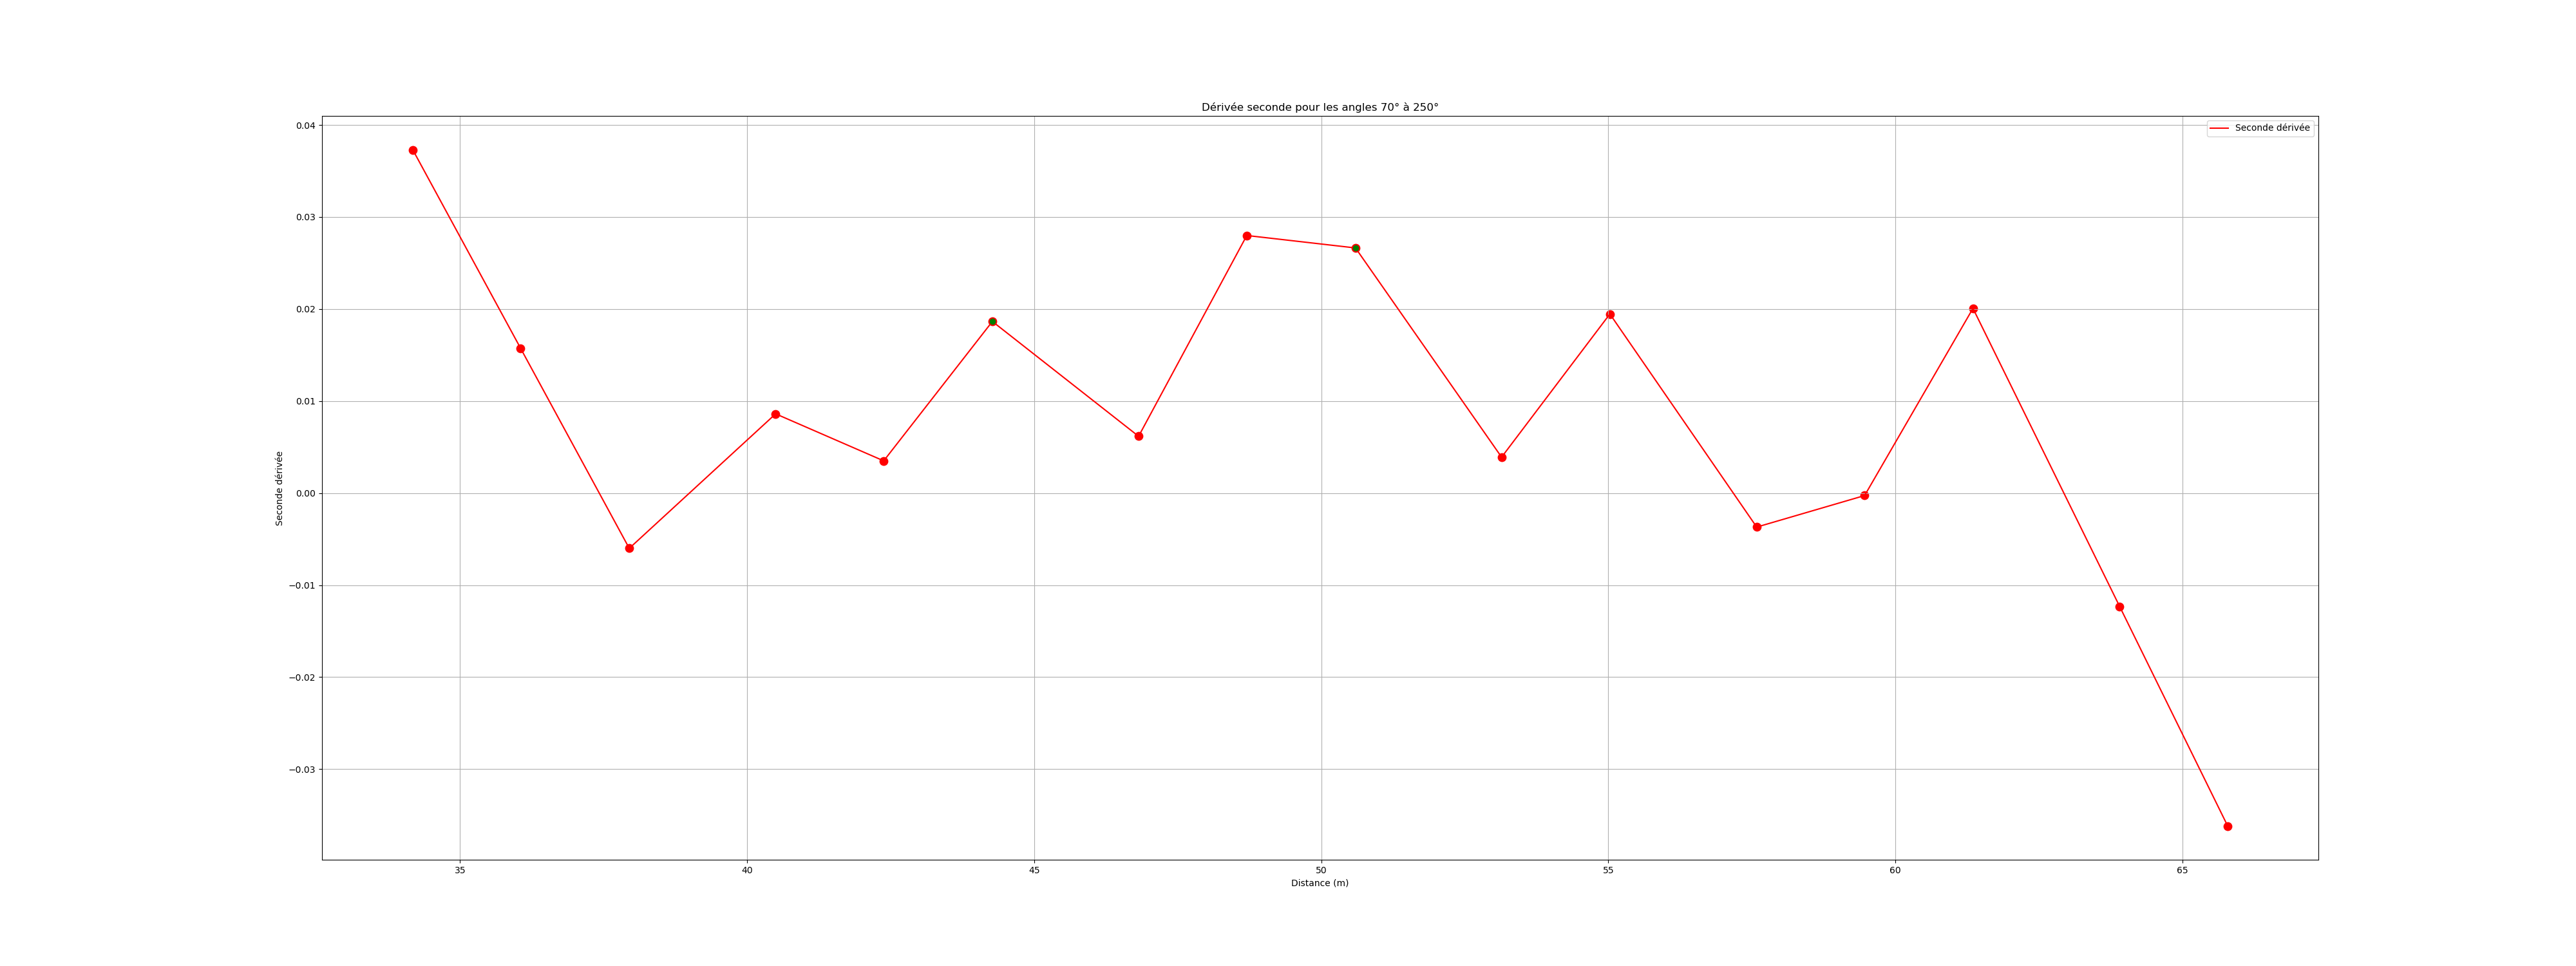 Dérivée seconde pour les angles 70° à 250°
Seconde dérivée
0.04
0.03
0.02
0.01
0.00
−0.01
−0.02
−0.03
Seconde dérivée
35 40 45 50 55 60 65
Distance (m)